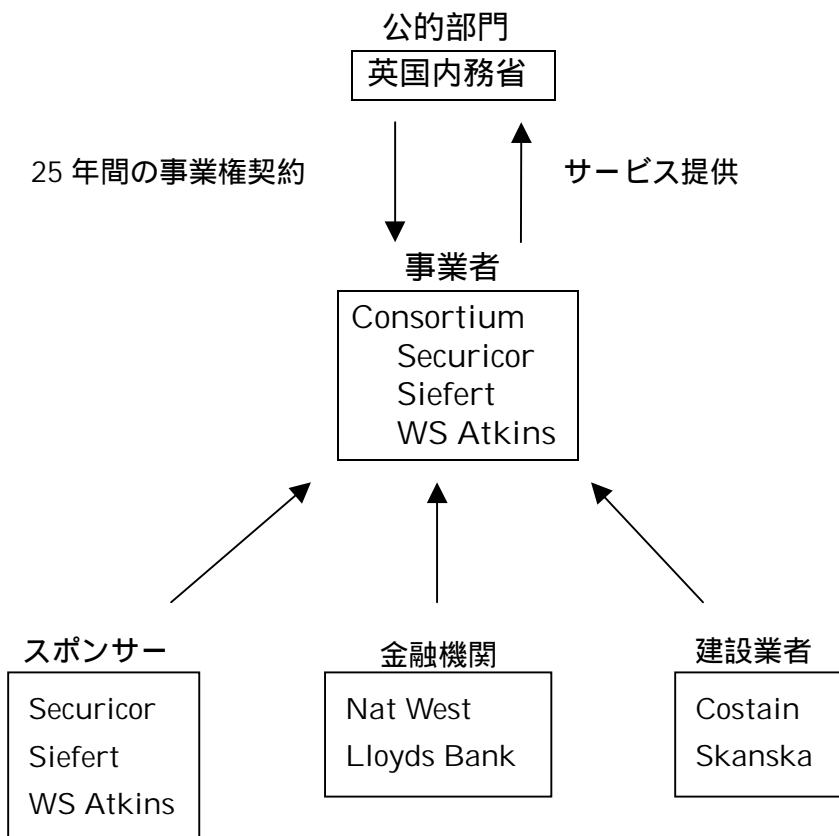 公的部門
英国内務省
25 年間の事業権契約
サービス提供
事業者
Consortium
Securicor
Siefert
WS Atkins
スポンサー
Securicor
Siefert
WS Atkins
金融機関
Nat West
Lloyds Bank
建設業者
Costain
Skanska